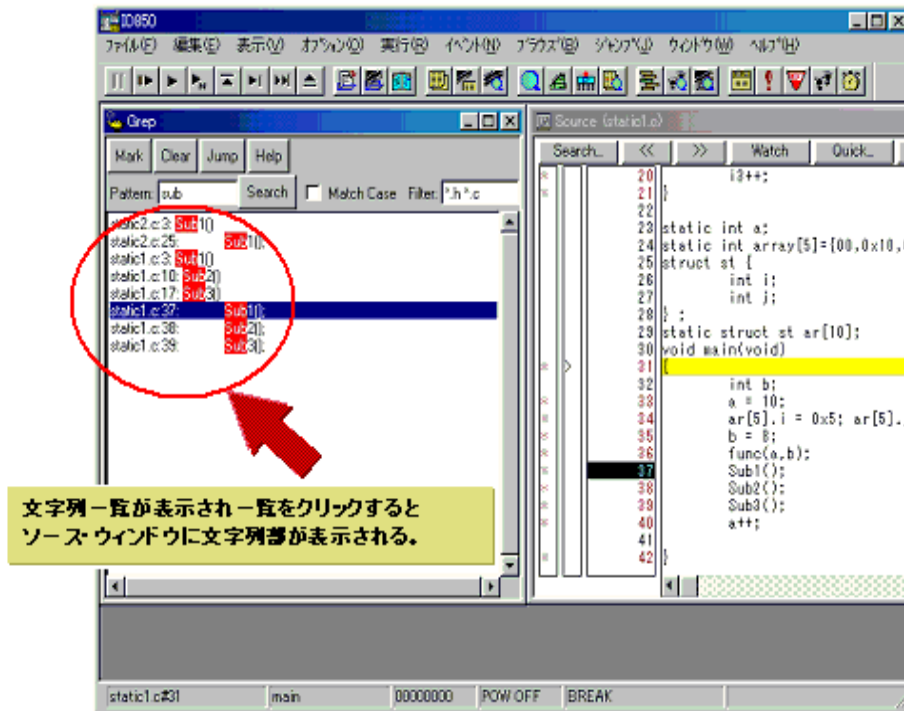 ID850
ファイル(F) 編集(E) 表示(V) オプション(O) 実行(R) イベント(N) ブラウズ(B) ジャンプ(J) ウィンドウ(W) ヘルプ(H)
Grep
Mark Clear Jump Help
Pattern: sub Search Match Case Filter: *.h *.c
static2.c:3: Sub1()
static2.c:25: Sub1();
static1.c:3: Sub1()
static1.c:10: Sub2()
static1.c:17: Sub3()
static1.c:37: Sub1();
static1.c:38: Sub2();
static1.c:39: Sub3();
文字列一覧が表示され一覧をクリックすると
ソース・ウィンドウに文字列部が表示される。
Source (static1.c)
Search... << >> Watch Quick...
20 i3++;
21 }
22
23 static int a;
24 static int array[5]={00,0x10,
25 struct st {
26 int i;
27 int j;
28 } ;
29 static struct st ar[10];
30 void main(void)
31 {
32 int b;
33 a = 10;
34 ar[5].i = 0x5; ar[5].
35 b = 8;
36 func(a,b);
37 Sub1();
38 Sub2();
39 Sub3();
40 a++;
41
42 }
static1.c#31 main 00000000 POW OFF BREAK